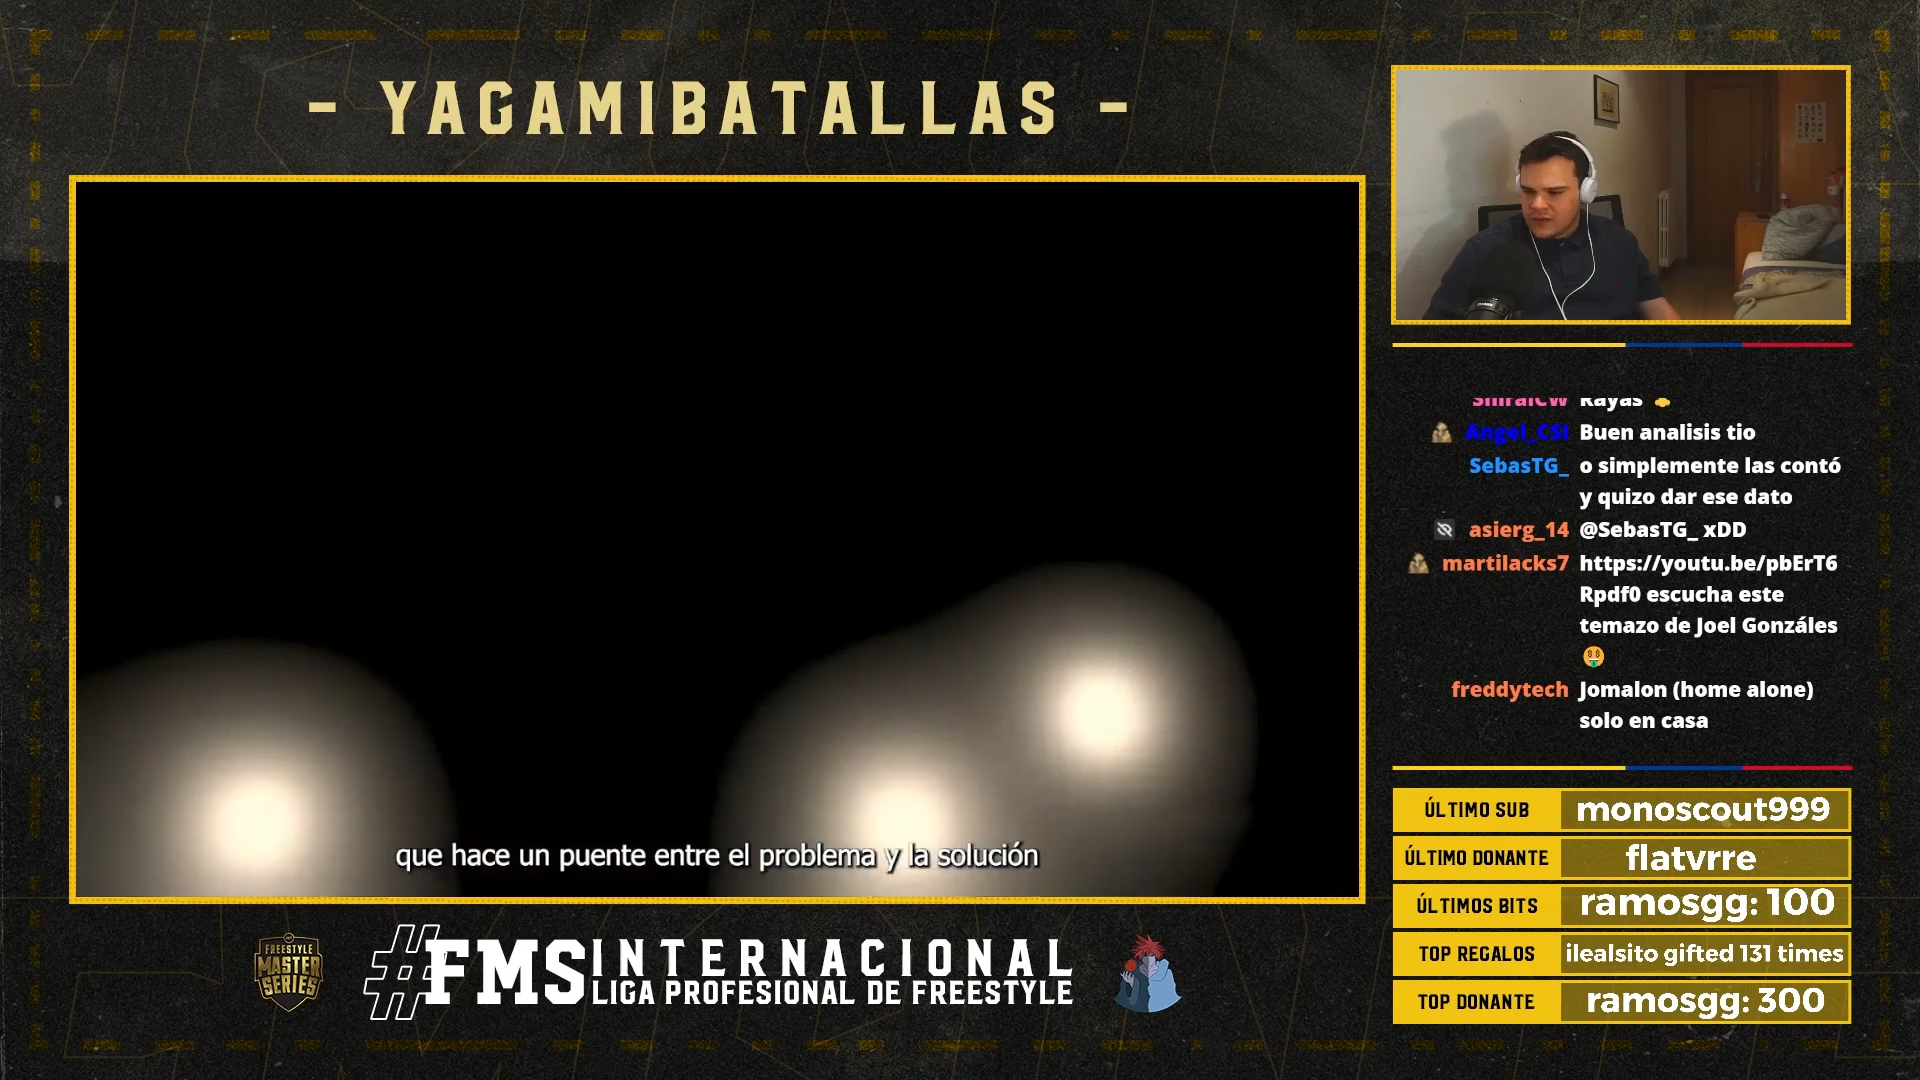 - YAGAMIBATALLAS -
que hace un puente entre el problema y la solución
FREESTYLE
MASTER
SERIES
#FMS INTERNACIONAL
LIGA PROFESIONAL DE FREESTYLE
Rayas
Angel_CSI Buen analisis tio
SebasTG_ o simplemente las contó
y quizo dar ese dato
asierg_14 @SebasTG_ xDD
martilacks7 https://youtu.be/pbErT6
Rpdf0 escucha este
temazo de Joel Gonzáles
🤑
freddytech Jomalon (home alone)
solo en casa
ÚLTIMO SUB monoscout999
ÚLTIMO DONANTE flatvrre
ÚLTIMOS BITS ramosgg: 100
TOP REGALOS ilealsito gifted 131 times
TOP DONANTE ramosgg: 300